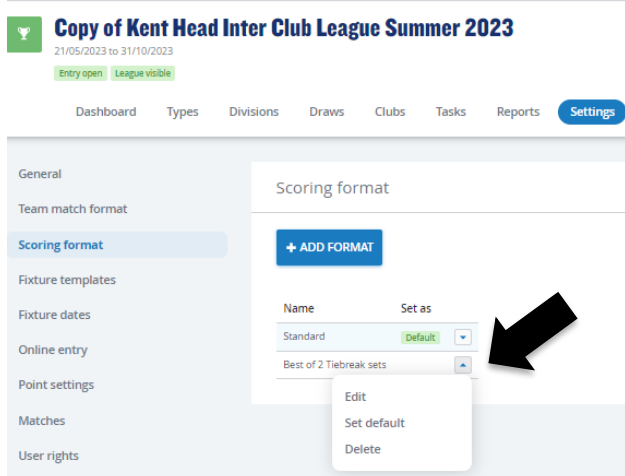 Copy of Kent Head Inter Club League Summer 2023
21/05/2023 to 31/10/2023
Entry open League visible
Dashboard Types Divisions Draws Clubs Tasks Reports Settings
General
Team match format
Scoring format
Fixture templates
Fixture dates
Online entry
Point settings
Matches
User rights
Scoring format
+ ADD FORMAT
Name Set as
Standard Default
Best of 2 Tiebreak sets
Edit
Set default
Delete